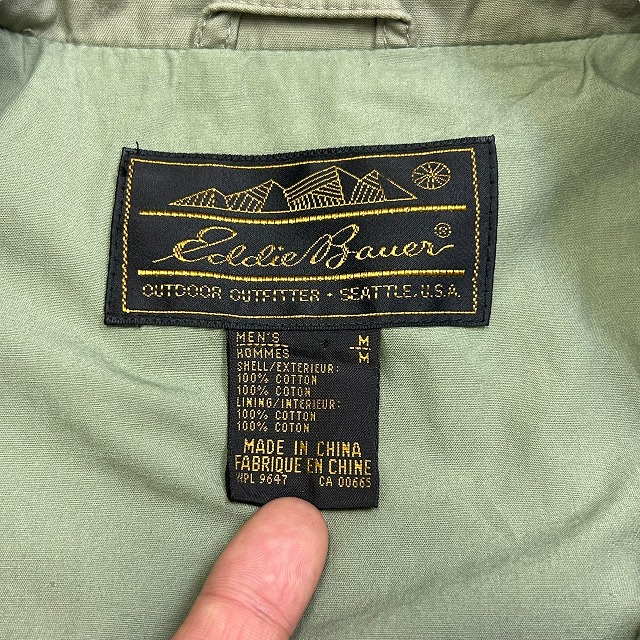 Eddie Bauer®
OUTDOOR OUTFITTER • SEATTLE, U.S.A.
MEN'S M
HOMMES M
SHELL/EXTERIEUR:
100% COTTON
100% COTON
LINING/INTERIEUR:
100% COTTON
100% COTON
MADE IN CHINA
FABRIQUE EN CHINE
WPL 9647 CA 00665